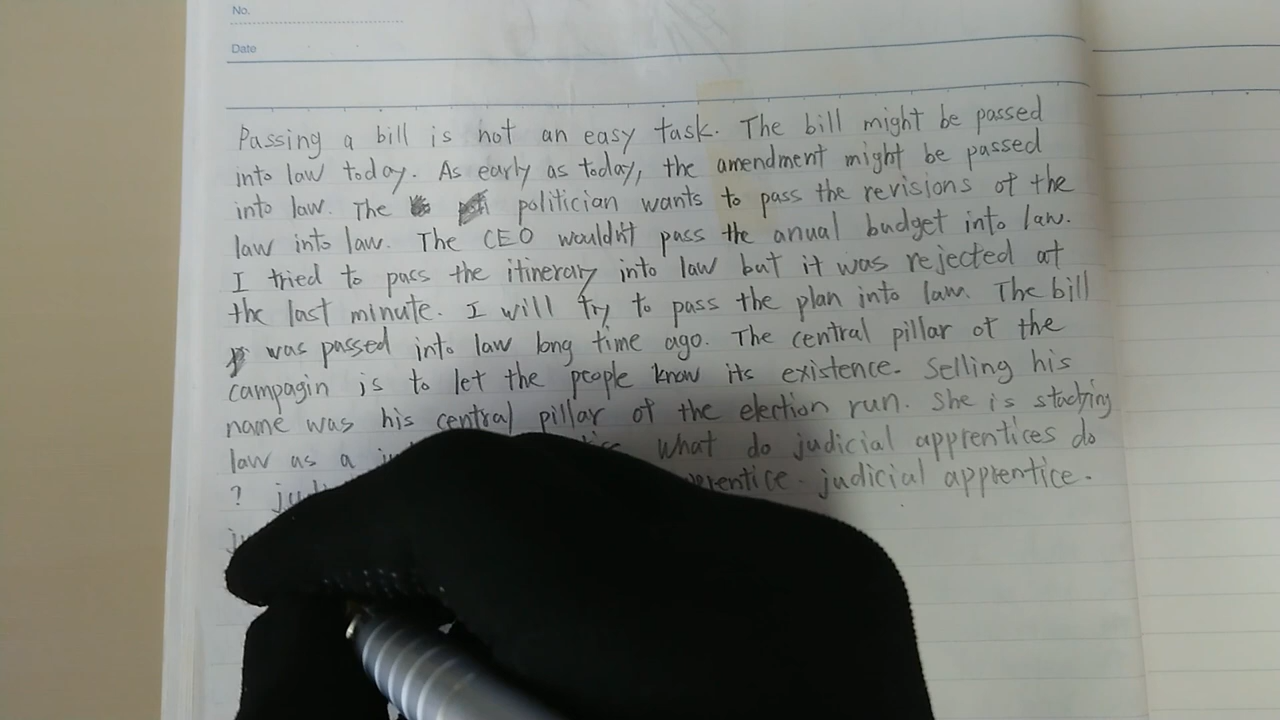 No.
Date
Passing a bill is not an easy task. The bill might be passed
into law today. As early as today, the amendment might be passed
into law. The politician wants to pass the revisions of the
law into law. The CEO wouldn't pass the anual budget into law.
I tried to pass the itinerary into law but it was rejected at
the last minute. I will try to pass the plan into law. The bill
was passed into law long time ago. The central pillar of the
campagin is to let the people know its existence. Selling his
name was his central pillar of the election run. She is studying
law as a What do judicial apprentices do
? judicial apprentice.